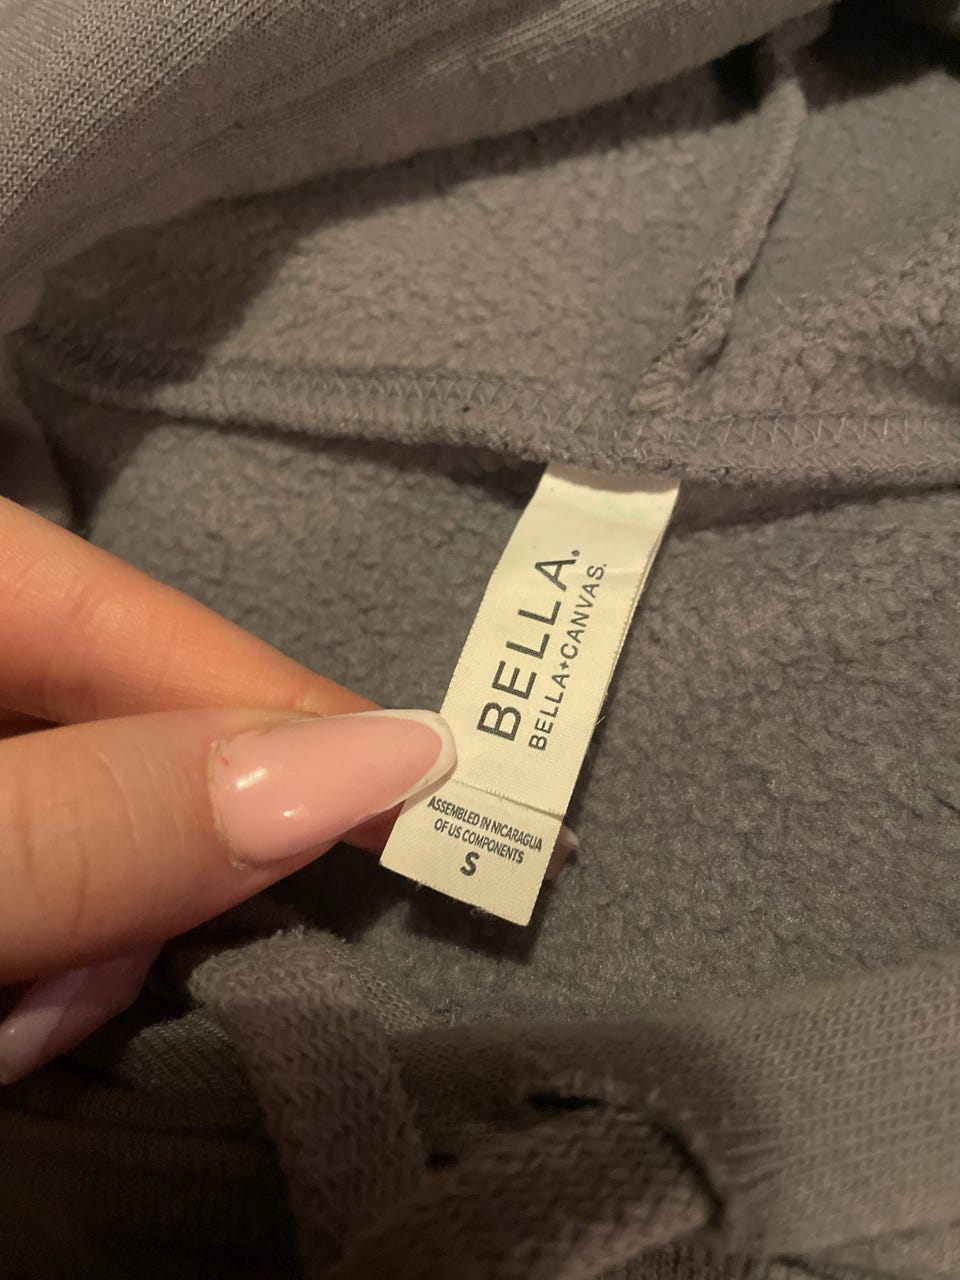 BELLA.
BELLA+CANVAS.
ASSEMBLED IN NICARAGUA
OF US COMPONENTS
S